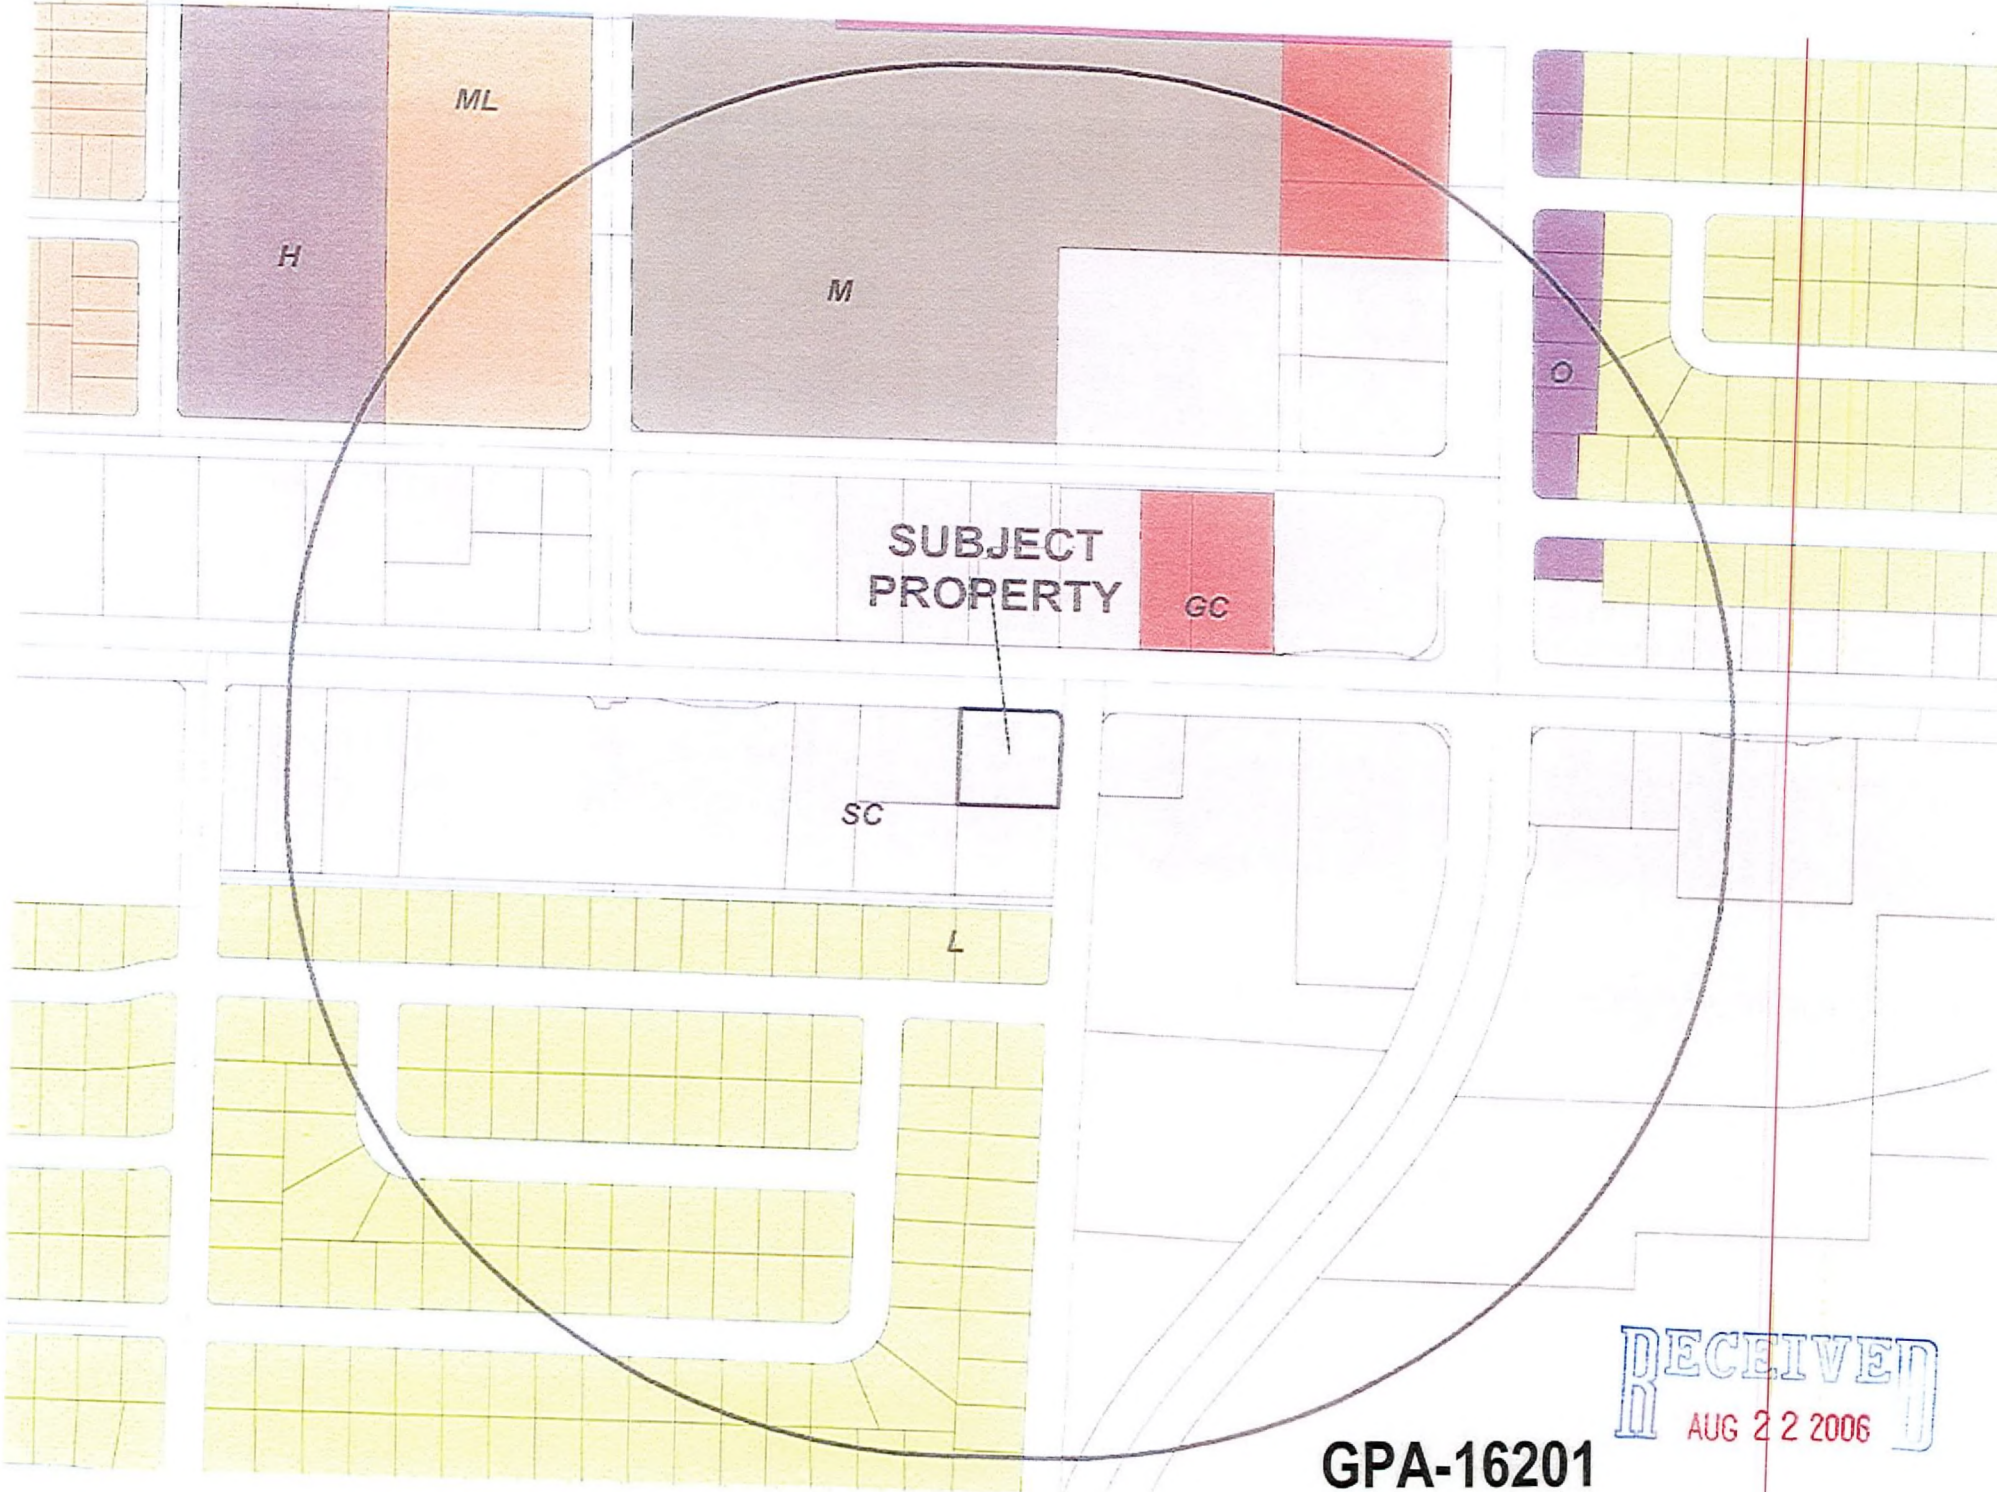 ML
H
M
O
SUBJECT
PROPERTY
GC
SC
L
RECEIVED
AUG 22 2006
GPA-16201